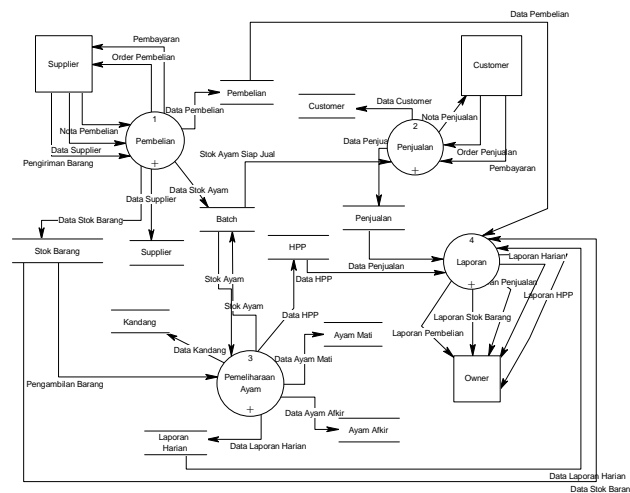 Data Pembelian
Pembayaran
Supplier
Order Pembelian
Customer
Pembelian
Customer
Data Customer
Data Pembelian
Nota Penjualan
1
2
Nota Pembelian
Pembelian
Data Penjua
Penjualan
Data Supplier
Order Penjualan
Pengiriman Barang
+
Stok Ayam Siap Jual
+
Pembayaran
Data Stok Ayam
Data Supplier
Data Stok Barang
Batch
Penjualan
4
Stok Barang
Supplier
HPP
Laporan
Laporan Harian
Data Penjualan
Stok Ayam
Data HPP
an Penjualan
+
Laporan HPP
Stok Ayam
Data HPP
Laporan Stok Barang
Kandang
Laporan Pembelian
Ayam Mati
Data Kandang
3
Data Ayam Mati
Pemeliharaan
Ayam
Owner
Pengambilan Barang
+
Data Ayam Afkir
Ayam Afkir
Laporan
Harian
Data Laporan Harian
Data Laporan Harian
Data Stok Baran